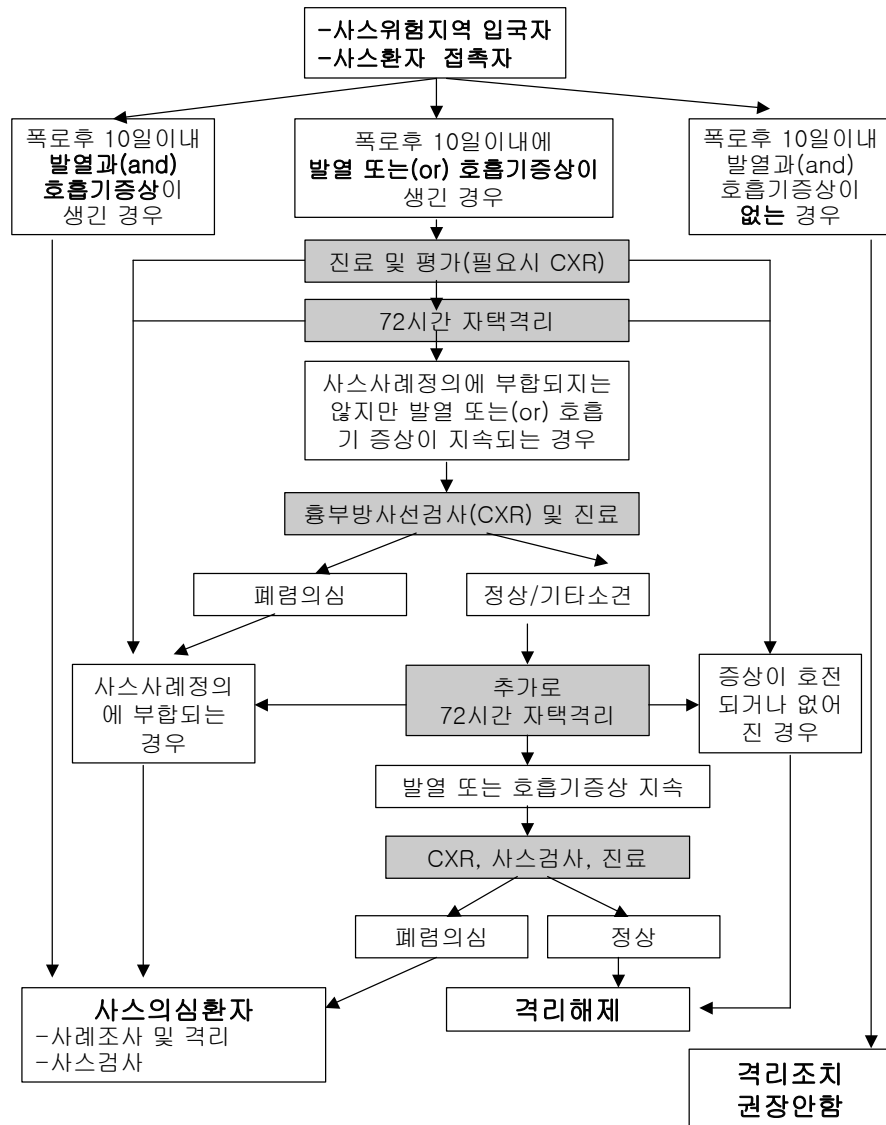 -사스위험지역 입국자
-사스환자 접촉자
폭로후 10일이내
발열과(and)
호흡기증상이
생긴 경우
폭로후 10일이내에
발열 또는(or) 호흡기증상이
생긴 경우
폭로후 10일이내
발열과(and)
호흡기증상이
없는 경우
진료 및 평가(필요시 CXR)
72시간 자택격리
사스사례정의에 부합되지는
않지만 발열 또는(or) 호흡
기 증상이 지속되는 경우
흉부방사선검사(CXR) 및 진료
폐렴의심
정상/기타소견
사스사례정의
에 부합되는
경우
추가로
72시간 자택격리
증상이 호전
되거나 없어
진 경우
발열 또는 호흡기증상 지속
CXR, 사스검사, 진료
폐렴의심
정상
사스의심환자
-사례조사 및 격리
-사스검사
격리해제
격리조치
권장안함